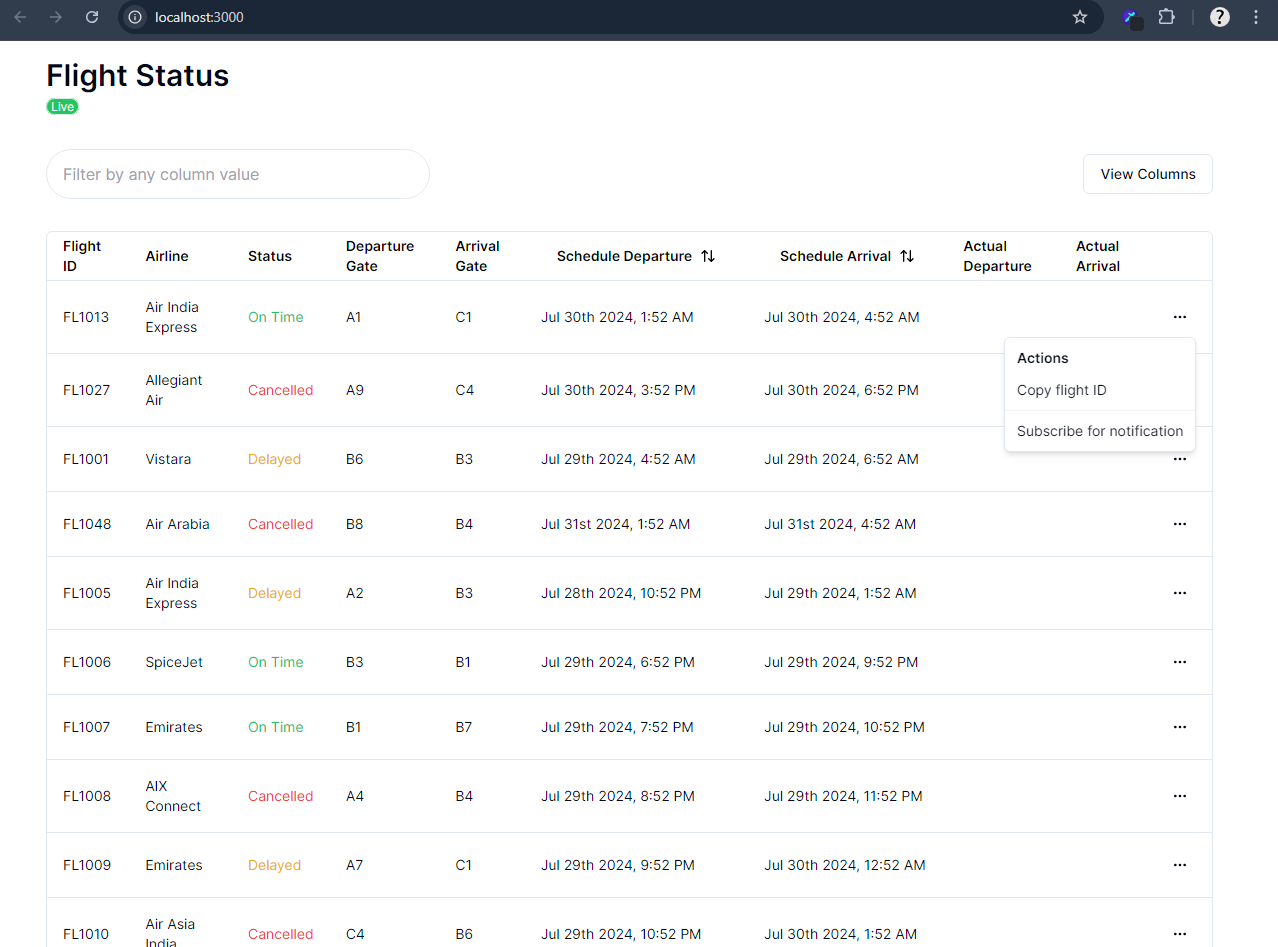 localhost:3000
Flight Status
Live
Filter by any column value
View Columns
Flight ID Airline Status Departure Gate Arrival Gate Schedule Departure Schedule Arrival Actual Departure Actual Arrival
FL1013 Air India Express On Time A1 C1 Jul 30th 2024, 1:52 AM Jul 30th 2024, 4:52 AM
Actions
Copy flight ID
Subscribe for notification
FL1027 Allegiant Air Cancelled A9 C4 Jul 30th 2024, 3:52 PM Jul 30th 2024, 6:52 PM
FL1001 Vistara Delayed B6 B3 Jul 29th 2024, 4:52 AM Jul 29th 2024, 6:52 AM
FL1048 Air Arabia Cancelled B8 B4 Jul 31st 2024, 1:52 AM Jul 31st 2024, 4:52 AM
FL1005 Air India Express Delayed A2 B3 Jul 28th 2024, 10:52 PM Jul 29th 2024, 1:52 AM
FL1006 SpiceJet On Time B3 B1 Jul 29th 2024, 6:52 PM Jul 29th 2024, 9:52 PM
FL1007 Emirates On Time B1 B7 Jul 29th 2024, 7:52 PM Jul 29th 2024, 10:52 PM
FL1008 AIX Connect Cancelled A4 B4 Jul 29th 2024, 8:52 PM Jul 29th 2024, 11:52 PM
FL1009 Emirates Delayed A7 C1 Jul 29th 2024, 9:52 PM Jul 30th 2024, 12:52 AM
FL1010 Air Asia India Cancelled C4 B6 Jul 29th 2024, 10:52 PM Jul 30th 2024, 1:52 AM